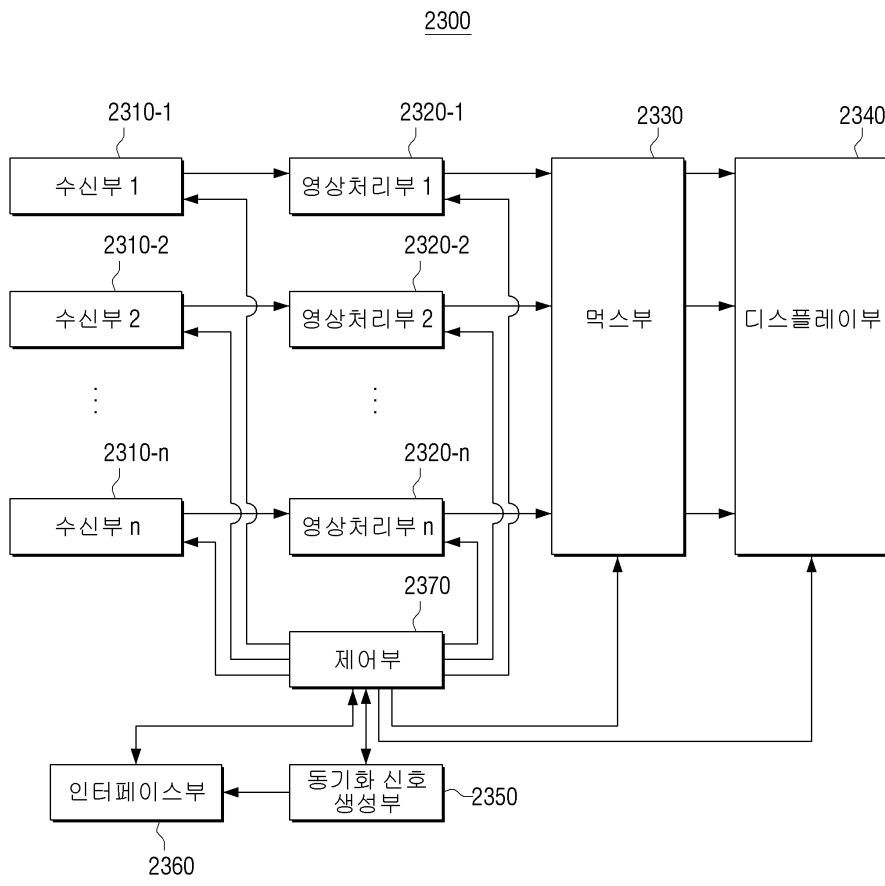 2300
2310-1
2320-1
2330
2340
수신부 1
영상처리부 1
2310-2
2320-2
수신부 2
영상처리부 2
먹스부
디스플레이부
2310-n
2320-n
수신부 n
영상처리부 n
2370
제어부
인터페이스부
동기화 신호
생성부
2350
2360